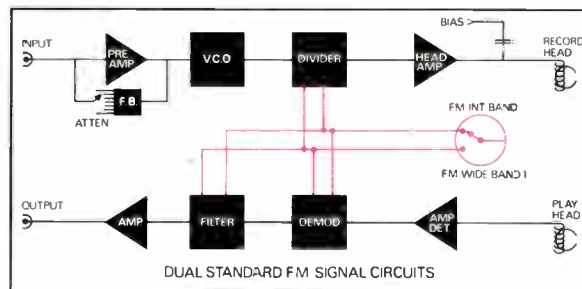 BIAS
INPUT
PRE AMP
V.C.O
DIVIDER
HEAD AMP
RECORD HEAD
F.B.
ATTEN
FM INT BAND
FM WIDE BAND I
OUTPUT
AMP
FILTER
DEMOD
AMP DET
PLAY HEAD
DUAL STANDARD FM SIGNAL CIRCUITS